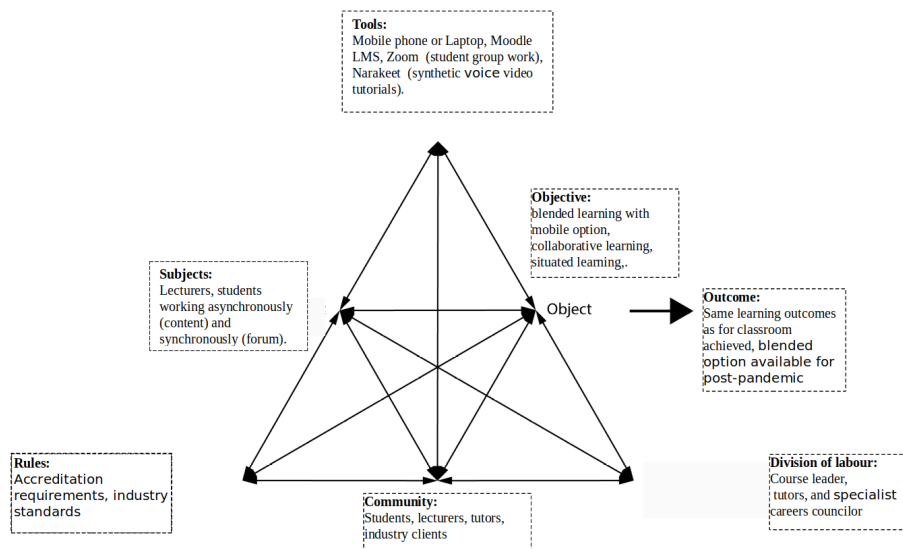 Tools:
Mobile phone or Laptop, Moodle
LMS, Zoom (student group work),
Narakeet (synthetic voice video
tutorials).
Objective:
blended learning with
mobile option,
collaborative learning,
situated learning,.
Subjects:
Lecturers, students
working asynchronously
(content) and
synchronously (forum).
Object
Outcome:
Same learning outcomes
as for classroom
achieved, blended
option available for
post-pandemic
Rules:
Accreditation
requirements, industry
standards
Community:
Students, lecturers, tutors,
industry clients
Division of labour:
Course leader,
tutors, and specialist
careers councilor